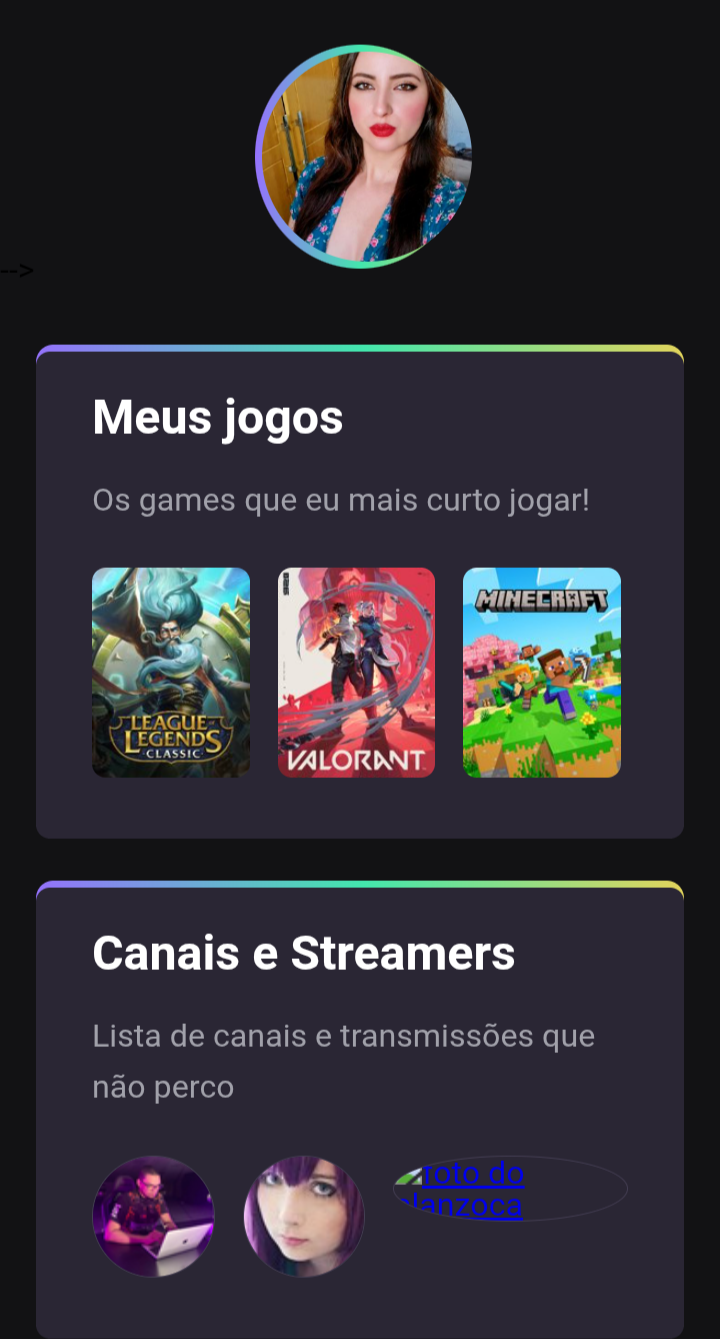 -->
Meus jogos
Os games que eu mais curto jogar!
LEAGUE OF
LEGENDS
CLASSIC
VALORANT
MINECRAFT
Canais e Streamers
Lista de canais e transmissões que
não perco
do